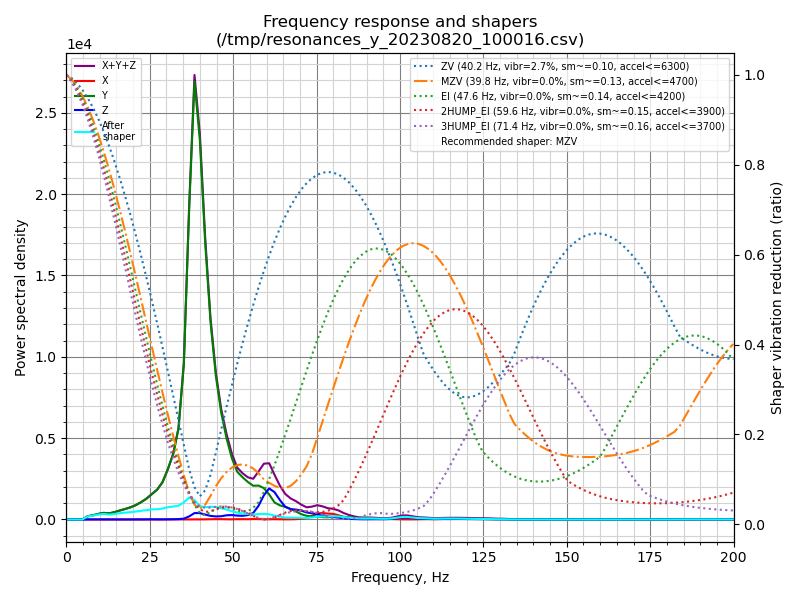 Frequency response and shapers
(/tmp/resonances_y_20230820_100016.csv)
1e4
X+Y+Z
X
Y
Z
After
shaper
ZV (40.2 Hz, vibr=2.7%, sm~=0.10, accel<=6300)
MZV (39.8 Hz, vibr=0.0%, sm~=0.13, accel<=4700)
EI (47.6 Hz, vibr=0.0%, sm~=0.14, accel<=4200)
2HUMP_EI (59.6 Hz, vibr=0.0%, sm~=0.15, accel<=3900)
3HUMP_EI (71.4 Hz, vibr=0.0%, sm~=0.16, accel<=3700)
Recommended shaper: MZV
Power spectral density
2.5
2.0
1.5
1.0
0.5
0.0
1.0
0.8
0.6
0.4
0.2
0.0
Shaper vibration reduction (ratio)
0 25 50 75 100 125 150 175 200
Frequency, Hz